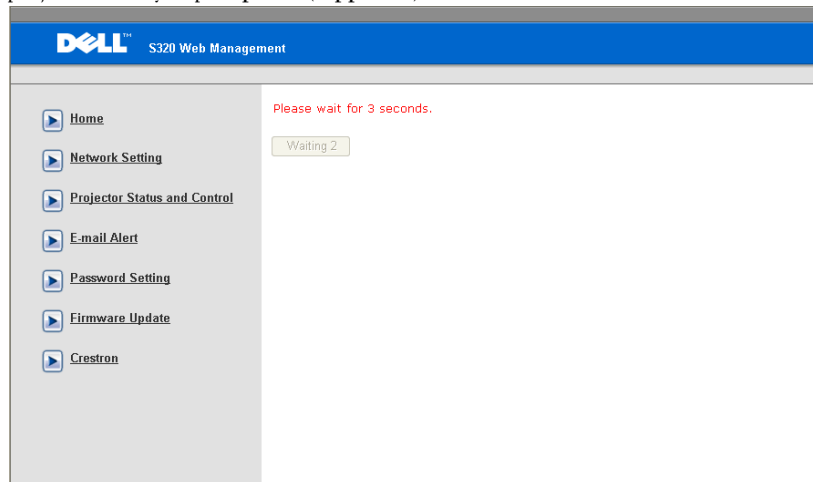 DELL™ S320 Web Management
Please wait for 3 seconds.
Waiting 2
Home
Network Setting
Projector Status and Control
E-mail Alert
Password Setting
Firmware Update
Crestron